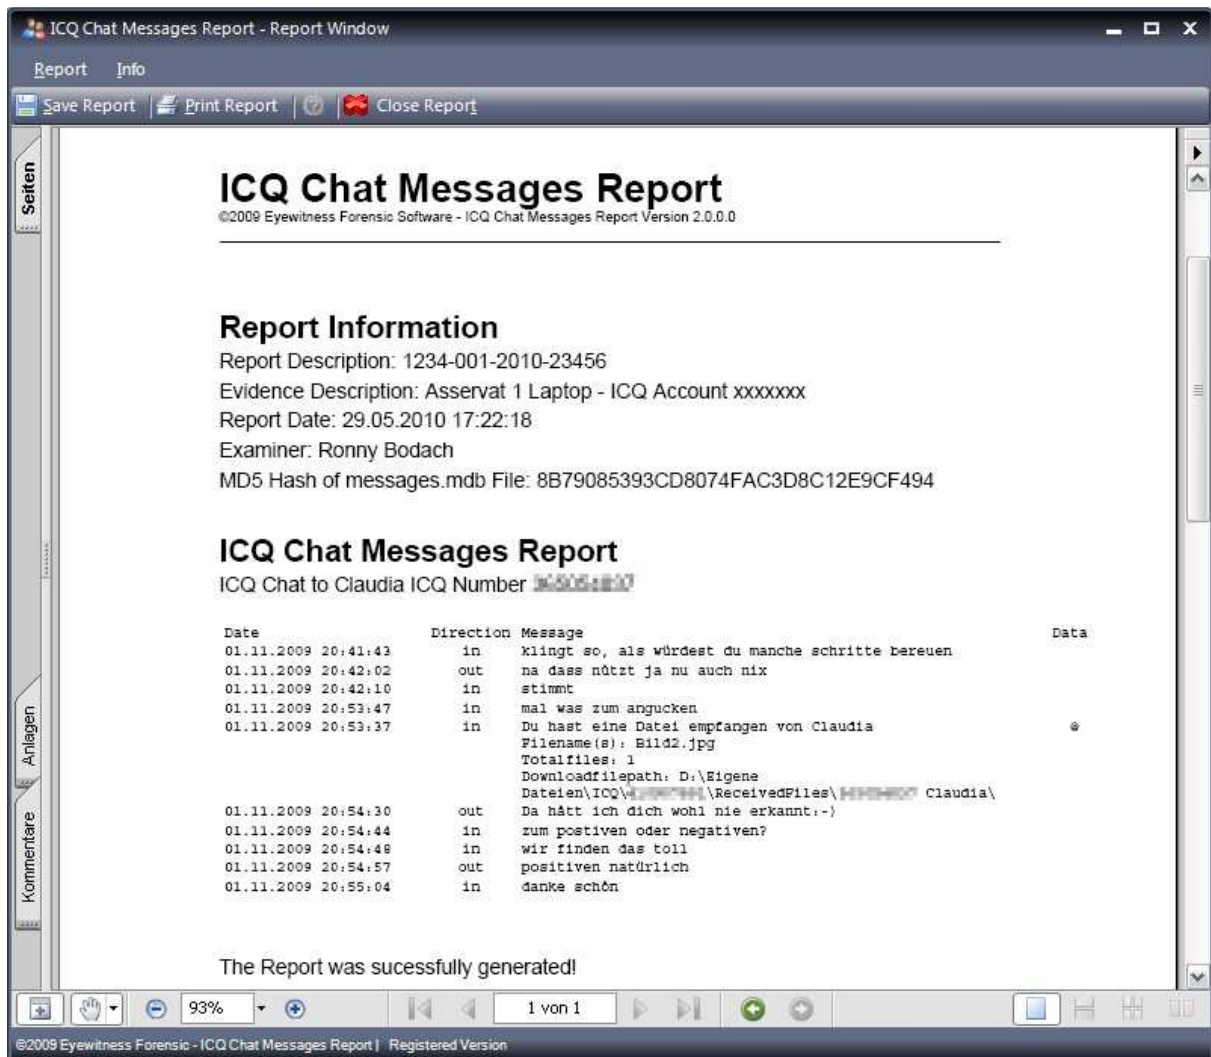 ICQ Chat Messages Report - Report Window
Report Info
Save Report Print Report Close Report
Seiten
ICQ Chat Messages Report
©2009 Eyewitness Forensic Software - ICQ Chat Messages Report Version 2.0.0.0
Report Information
Report Description: 1234-001-2010-23456
Evidence Description: Asservat 1 Laptop - ICQ Account xxxxxxx
Report Date: 29.05.2010 17:22:18
Examiner: Ronny Bodach
MD5 Hash of messages.mdb File: 8B79085393CD8074FAC3D8C12E9CF494
ICQ Chat Messages Report
ICQ Chat to Claudia ICQ Number
Date Direction Message Data
01.11.2009 20:41:43 in klingt so, als würdest du manche schritte bereuen
01.11.2009 20:42:02 out na dass nützt ja nu auch nix
01.11.2009 20:42:10 in stimmt
01.11.2009 20:53:47 in mal was zum angucken
01.11.2009 20:53:37 in Du hast eine Datei empfangen von Claudia @
Filename(s): Bild2.jpg
Totalfiles: 1
Downloadfilepath: D:\Eigene
Dateien\ICQ\ \ReceivedFiles\ Claudia\
01.11.2009 20:54:30 out Da hätt ich dich wohl nie erkannt:-)
01.11.2009 20:54:44 in zum postiven oder negativen?
01.11.2009 20:54:48 in wir finden das toll
01.11.2009 20:54:57 out positiven natürlich
01.11.2009 20:55:04 in danke schön
Anlagen
Kommentare
The Report was sucessfully generated!
93% 1 von 1
©2009 Eyewitness Forensic - ICQ Chat Messages Report | Registered Version